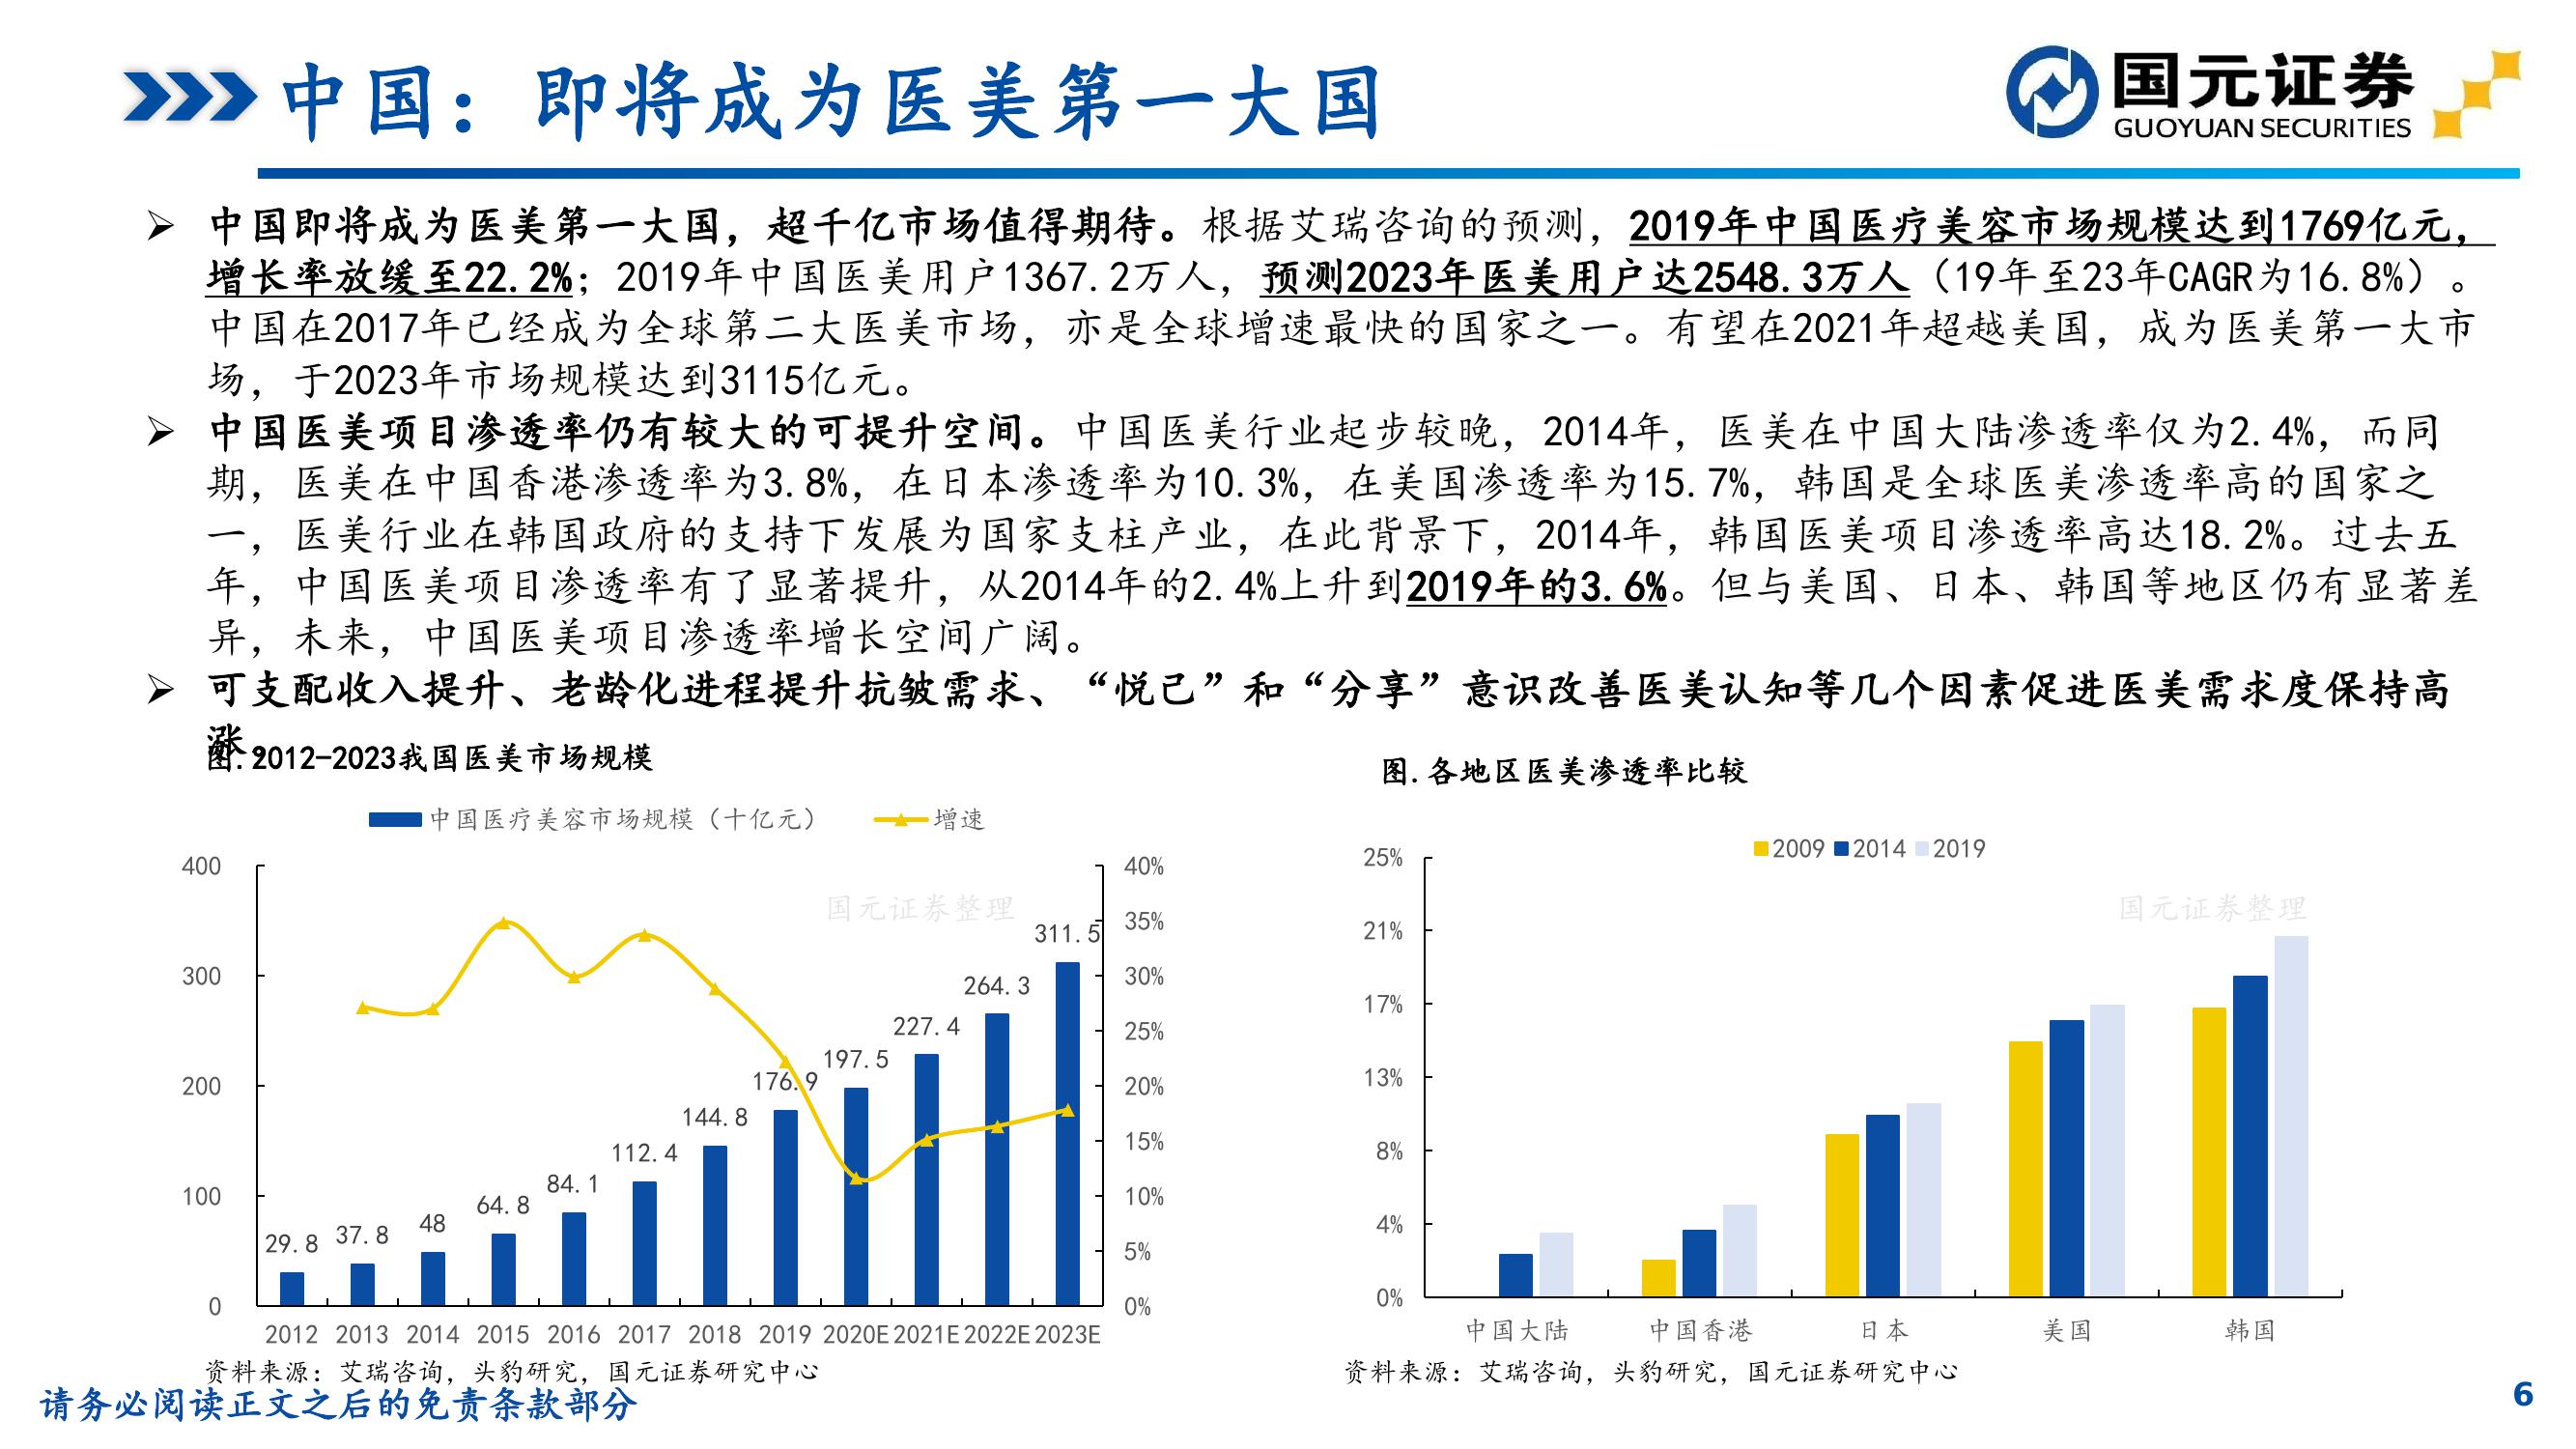 中国：即将成为医美第一大国
国元证券
GUOYUAN SECURITIES
➢ 中国即将成为医美第一大国，超千亿市场值得期待。根据艾瑞咨询的预测，2019年中国医疗美容市场规模达到1769亿元，
增长率放缓至22.2%；2019年中国医美用户1367.2万人，预测2023年医美用户达2548.3万人（19年至23年CAGR为16.8%）。
中国在2017年已经成为全球第二大医美市场，亦是全球增速最快的国家之一。有望在2021年超越美国，成为医美第一大市
场，于2023年市场规模达到3115亿元。
➢ 中国医美项目渗透率仍有较大的可提升空间。中国医美行业起步较晚，2014年，医美在中国大陆渗透率仅为2.4%，而同
期，医美在中国香港渗透率为3.8%，在日本渗透率为10.3%，在美国渗透率为15.7%，韩国是全球医美渗透率高的国家之
一，医美行业在韩国政府的支持下发展为国家支柱产业，在此背景下，2014年，韩国医美项目渗透率高达18.2%。过去五
年，中国医美项目渗透率有了显著提升，从2014年的2.4%上升到2019年的3.6%。但与美国、日本、韩国等地区仍有显著差
异，未来，中国医美项目渗透率增长空间广阔。
➢ 可支配收入提升、老龄化进程提升抗皱需求、“悦己”和“分享”意识改善医美认知等几个因素促进医美需求度保持高
涨。
图.2012-2023我国医美市场规模
中国医疗美容市场规模（十亿元） 增速
国元证券整理
400
300
200
100
0
40%
35%
30%
25%
20%
15%
10%
5%
0%
29.8 37.8 48 64.8 84.1 112.4 144.8 176.9 197.5 227.4 264.3 311.5
2012 2013 2014 2015 2016 2017 2018 2019 2020E 2021E 2022E 2023E
资料来源：艾瑞咨询，头豹研究，国元证券研究中心
图.各地区医美渗透率比较
2009 2014 2019
国元证券整理
25%
21%
17%
13%
8%
4%
0%
中国大陆 中国香港 日本 美国 韩国
资料来源：艾瑞咨询，头豹研究，国元证券研究中心
请务必阅读正文之后的免责条款部分
6